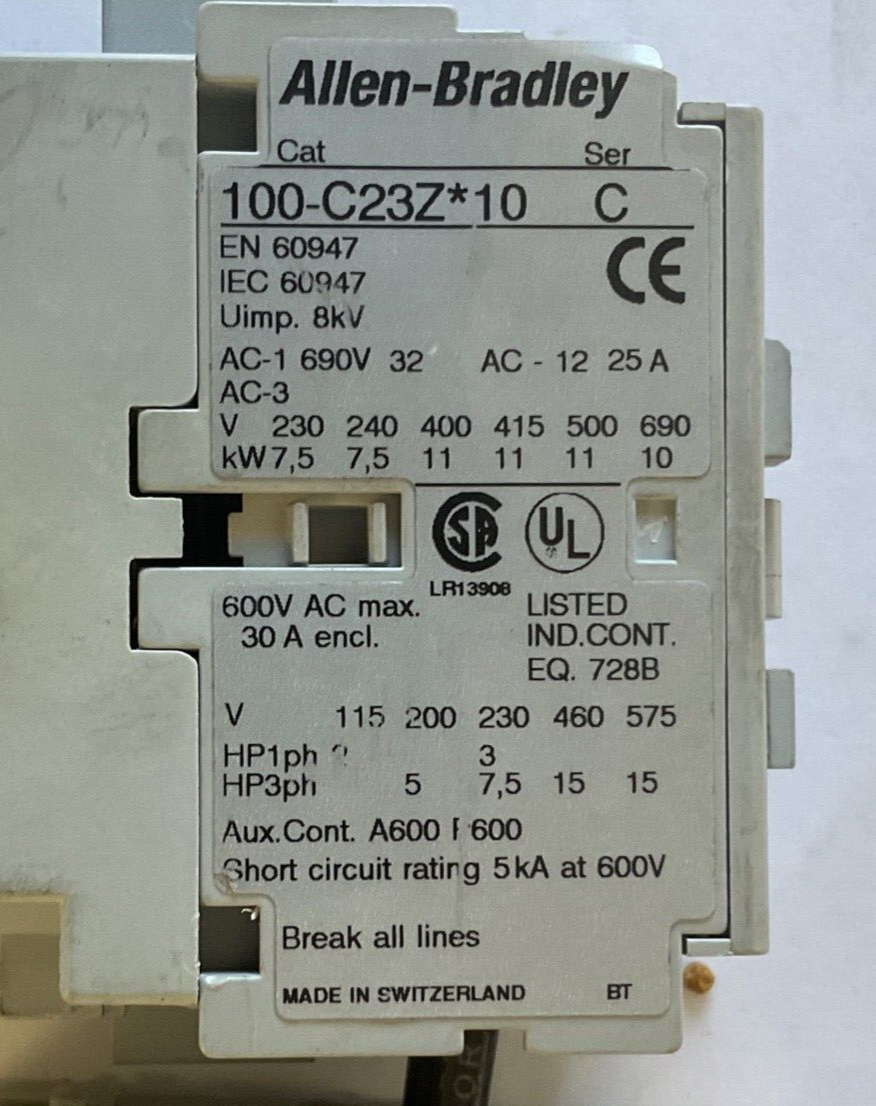 Allen-Bradley
Cat Ser
100-C23Z*10 C
EN 60947
IEC 60947
CE
Uimp. 8kV
AC-1 690V 32 AC - 12 25 A
AC-3
V 230 240 400 415 500 690
kW 7,5 7,5 11 11 11 10
SA UL
LR13908
600V AC max.
30 A encl.
LISTED
IND.CONT.
EQ. 728B
V 115 200 230 460 575
HP1ph 3
HP3ph 5 7,5 15 15
Aux.Cont. A600 600
Short circuit rating 5kA at 600V
Break all lines
MADE IN SWITZERLAND BT